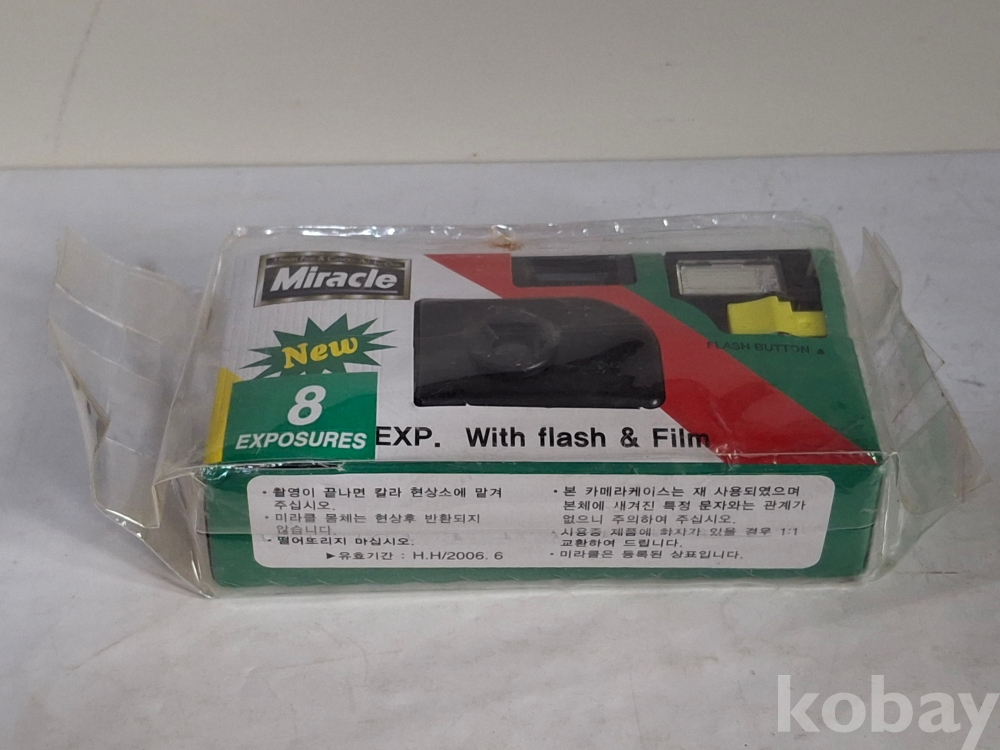 Miracle
New
8
EXPOSURES
EXP. With flash & Film
FLASH BUTTON ▲
· 촬영이 끝나면 칼라 현상소에 맡겨
주십시오.
· 미라클 몸체는 현상후 반환되지
않습니다.
· 떨어뜨리지 마십시오.
▶유효기간 : H.H/2006. 6
· 본 카메라케이스는 재 사용되였으며
본체에 새겨진 특정 문자와는 관계가
없으니 주의하여 주십시오.
· 사용중 제품에 하자가 있을 경우 1:1
교환하여 드립니다.
· 미라클은 등록된 상표입니다.
kobay